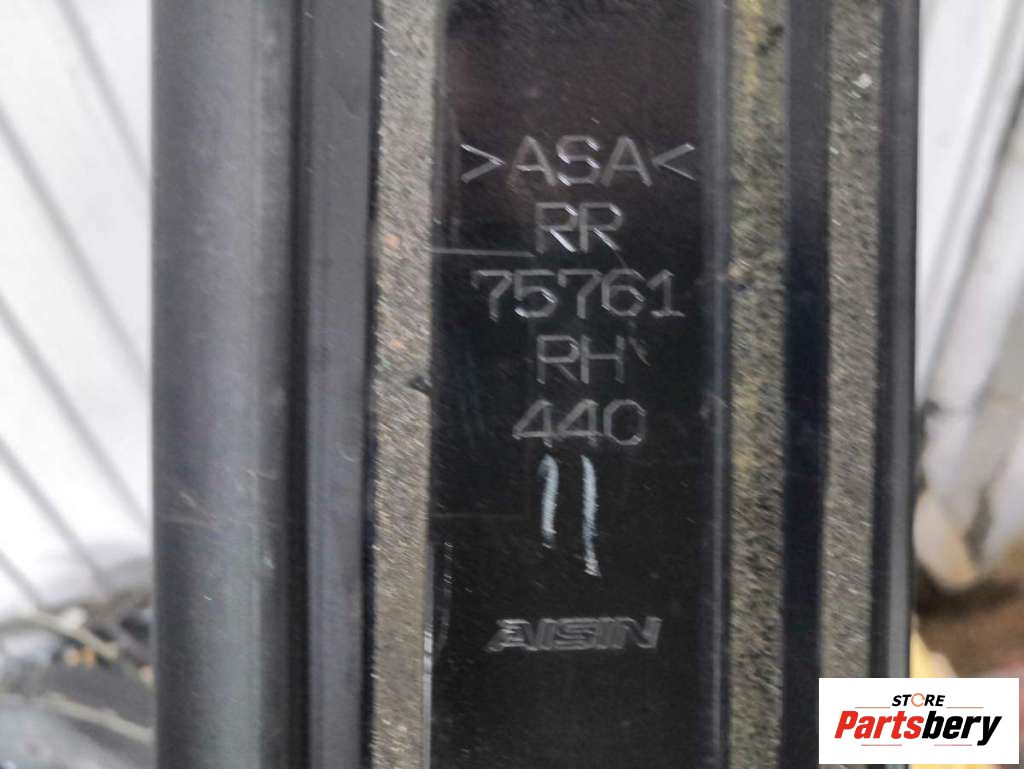 >ASA<
RR
75761
RH
440
11
AISIN
STORE
Partsbery